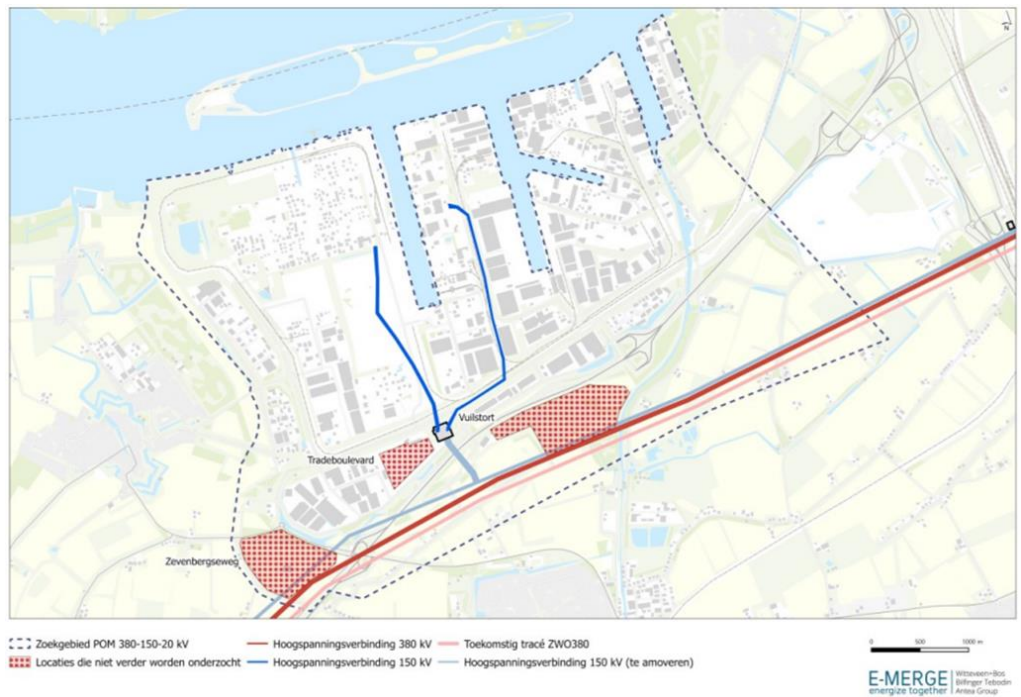 N
Vuilstort
Tradeboulevard
Zevenbergseweg
Zoekgebied POM 380-150-20 kV
Locaties die niet verder worden onderzocht
Hoogspanningsverbinding 380 kV
Hoogspanningsverbinding 150 kV
Toekomstig tracé ZWO380
Hoogspanningsverbinding 150 kV (te amoveren)
0 500 1000 m
E-MERGE
energize together
Witteveen+Bos
Bilfinger Tebodin
Antea Group